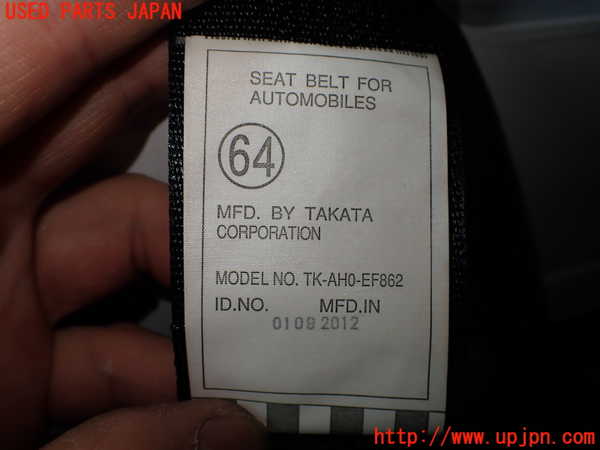 USED PARTS JAPAN
SEAT BELT FOR
AUTOMOBILES
64
MFD. BY TAKATA
CORPORATION
MODEL NO. TK-AH0-EF862
ID.NO. MFD.IN
0109 2012
http://www.upjpn.com/